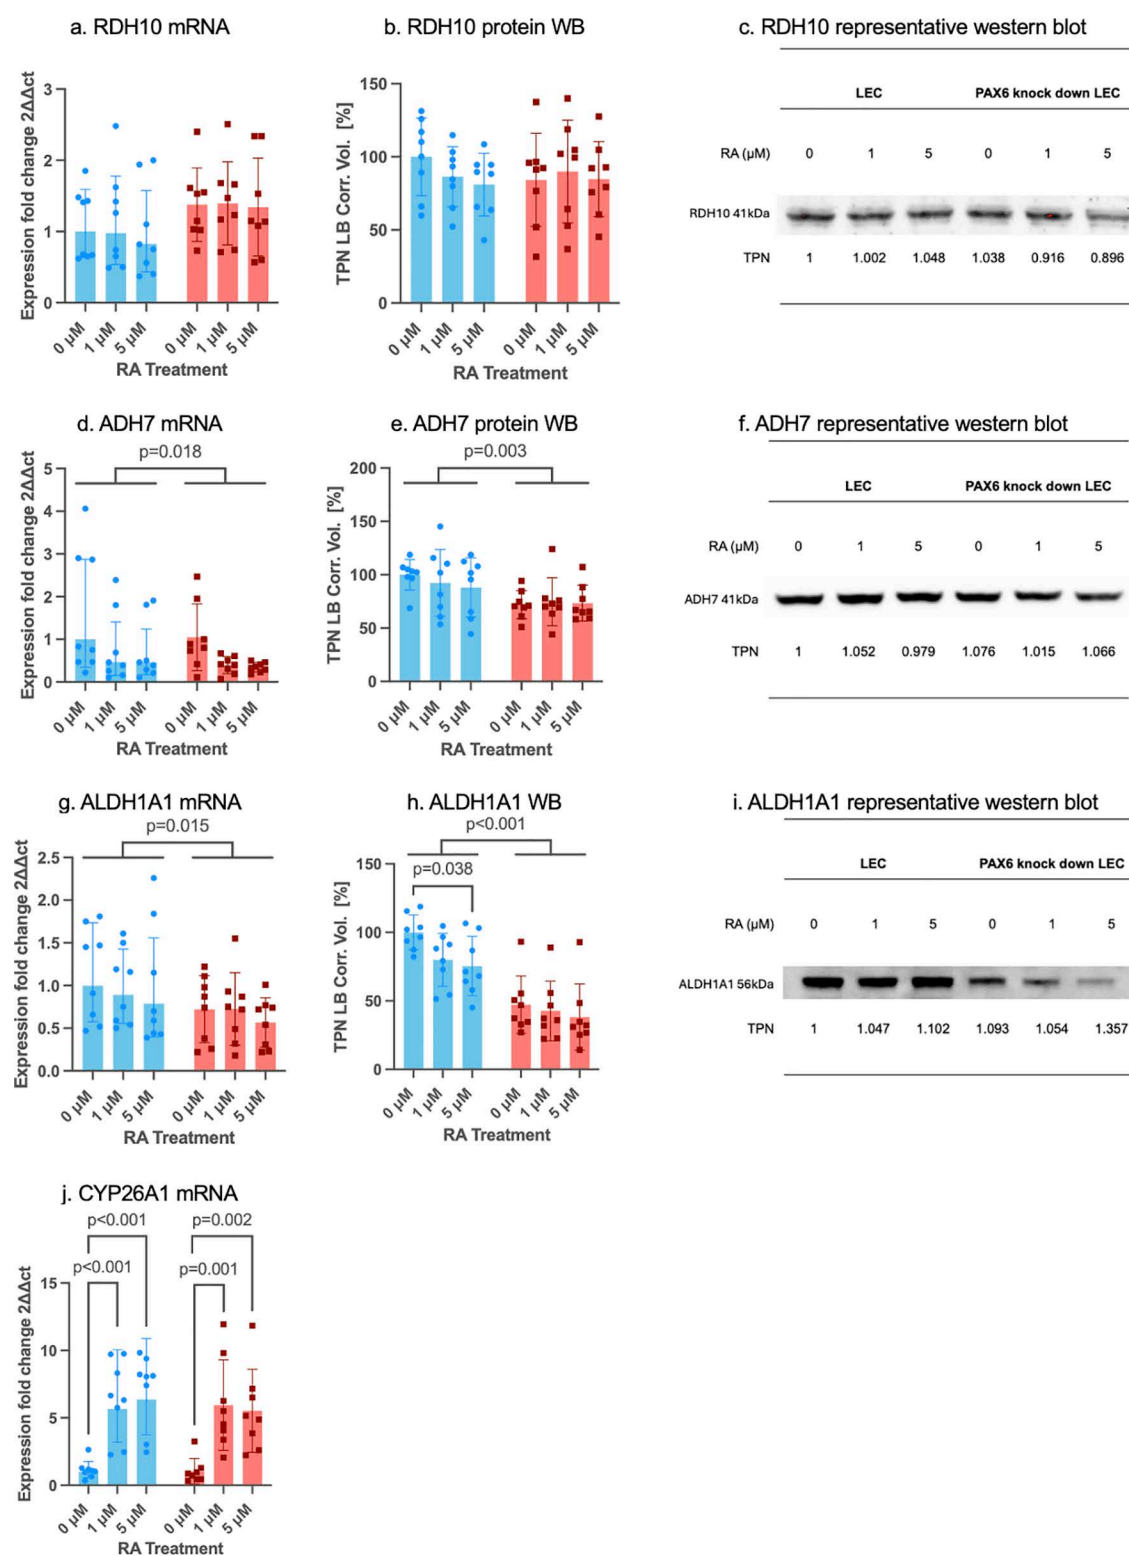 a. RDH10 mRNA
b. RDH10 protein WB
c. RDH10 representative western blot
Expression fold change 2ΔΔct
3
2
1
0
0 µM
1 µM
5 µM
0 µM
1 µM
5 µM
RA Treatment
TPN LB Corr. Vol. [%]
150
100
50
0
0 µM
1 µM
5 µM
0 µM
1 µM
5 µM
RA Treatment
LEC PAX6 knock down LEC
RA (µM) 0 1 5 0 1 5
RDH10 41kDa
TPN 1 1.002 1.048 1.038 0.916 0.896
d. ADH7 mRNA
e. ADH7 protein WB
f. ADH7 representative western blot
p=0.018
Expression fold change 2ΔΔct
5
4
3
2
1
0
0 µM
1 µM
5 µM
0 µM
1 µM
5 µM
RA Treatment
p=0.003
TPN LB Corr. Vol. [%]
200
150
100
50
0
0 µM
1 µM
5 µM
0 µM
1 µM
5 µM
RA Treatment
LEC PAX6 knock down LEC
RA (µM) 0 1 5 0 1 5
ADH7 41kDa
TPN 1 1.052 0.979 1.076 1.015 1.066
g. ALDH1A1 mRNA
h. ALDH1A1 WB
i. ALDH1A1 representative western blot
p=0.015
Expression fold change 2ΔΔct
2.5
2.0
1.5
1.0
0.5
0.0
0 µM
1 µM
5 µM
0 µM
1 µM
5 µM
RA Treatment
p<0.001
p=0.038
TPN LB Corr. Vol. [%]
150
100
50
0
0 µM
1 µM
5 µM
0 µM
1 µM
5 µM
RA Treatment
LEC PAX6 knock down LEC
RA (µM) 0 1 5 0 1 5
ALDH1A1 56kDa
TPN 1 1.047 1.102 1.093 1.054 1.357
j. CYP26A1 mRNA
p<0.001 p=0.002
p<0.001 p=0.001
Expression fold change 2ΔΔct
15
10
5
0
0 µM
1 µM
5 µM
0 µM
1 µM
5 µM
RA Treatment